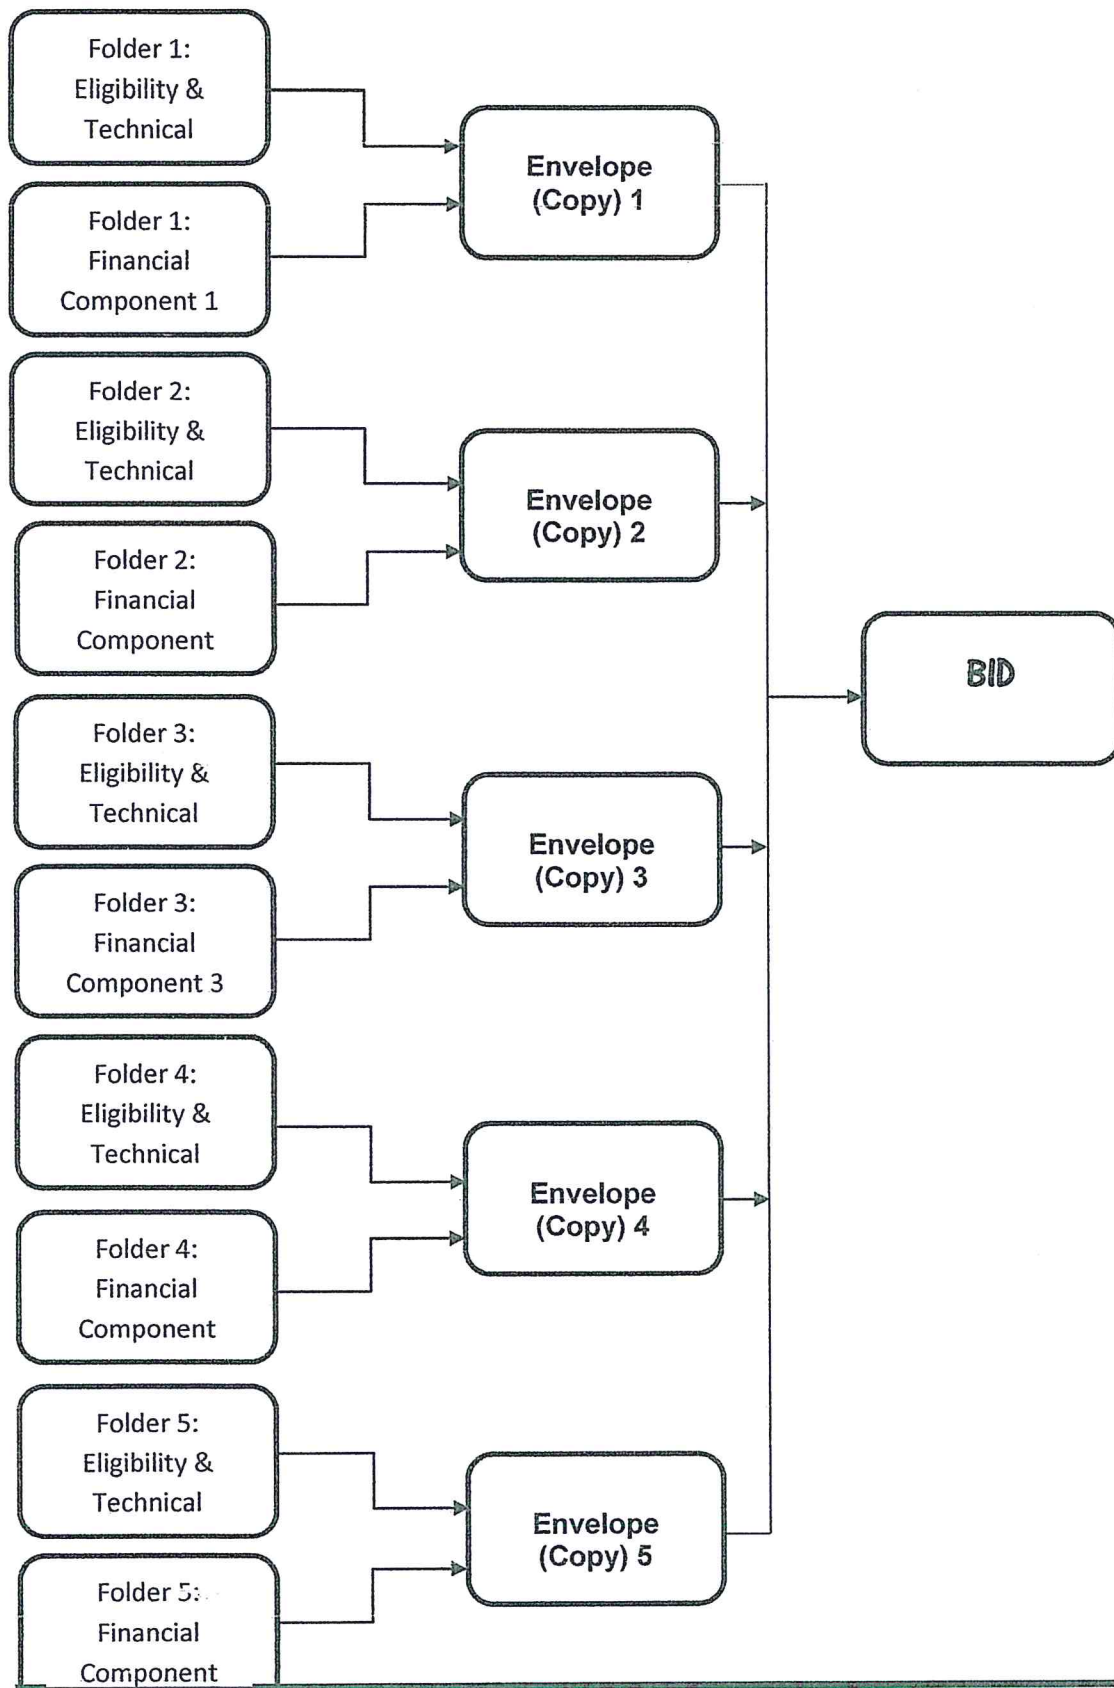 Folder 1:
Eligibility &
Technical
Envelope
(Copy) 1
Folder 1:
Financial
Component 1
Folder 2:
Eligibility &
Technical
Envelope
(Copy) 2
Folder 2:
Financial
Component
BID
Folder 3:
Eligibility &
Technical
Envelope
(Copy) 3
Folder 3:
Financial
Component 3
Folder 4:
Eligibility &
Technical
Envelope
(Copy) 4
Folder 4:
Financial
Component
Folder 5:
Eligibility &
Technical
Envelope
(Copy) 5
Folder 5:
Financial
Component